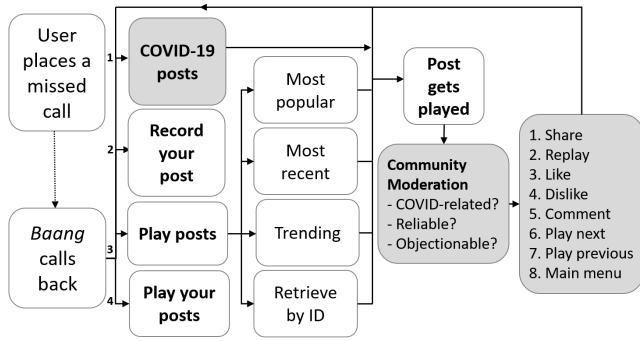 User
places a
missed
call
Baang
calls
back
1
COVID-19
posts
2
Record
your
post
3
Play posts
4
Play your
posts
Most
popular
Most
recent
Trending
Retrieve
by ID
Post
gets
played
Community
Moderation
- COVID-related?
- Reliable?
- Objectionable?
1. Share
2. Replay
3. Like
4. Dislike
5. Comment
6. Play next
7. Play previous
8. Main menu